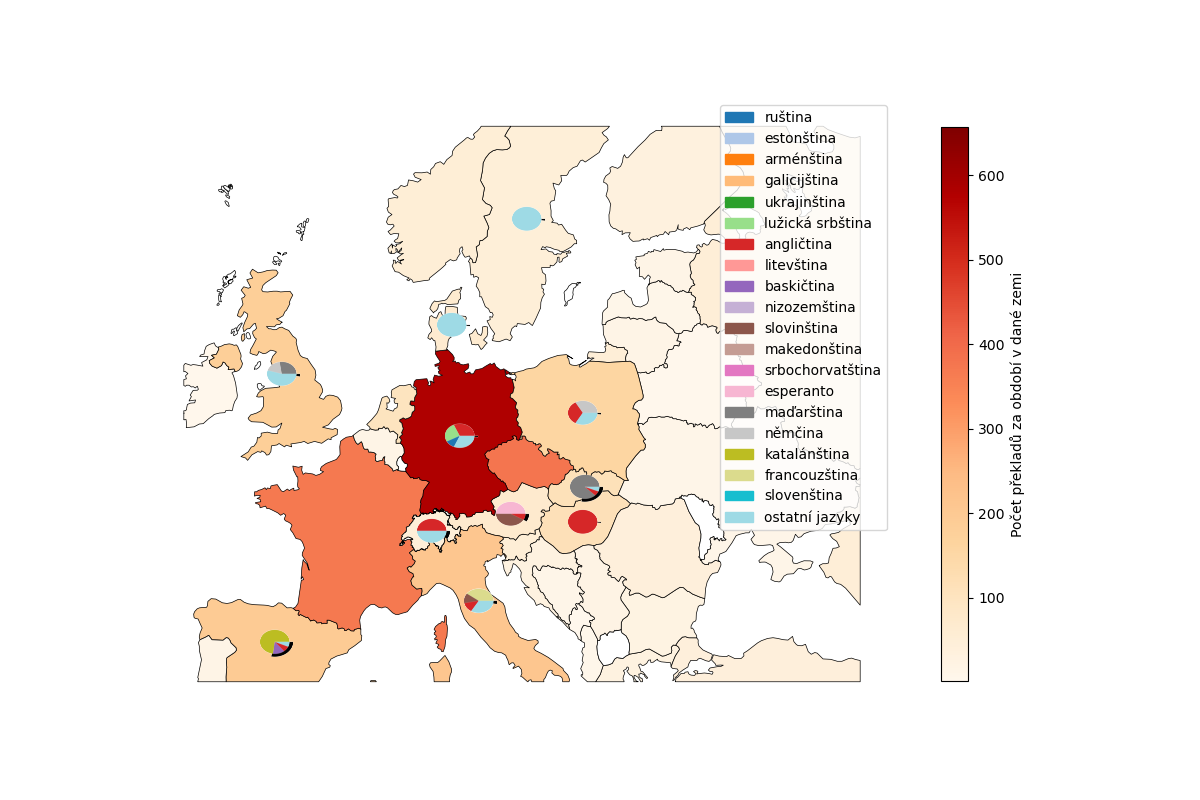 ruština
estonština
arménština
galicijština
ukrajinština
lužická srbština
angličtina
litevština
baskičtina
nizozemština
slovinština
makedonština
srbochorvatština
esperanto
maďarština
němčina
katalánština
francouzština
slovenština
ostatní jazyky
600
500
400
300
200
100
Počet překladů za období v dané zemi